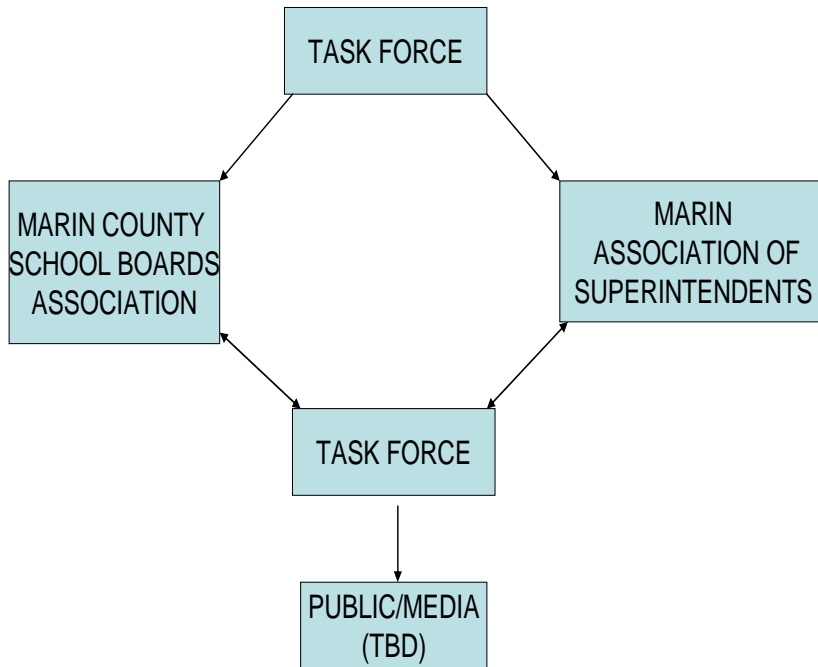 TASK FORCE
MARIN COUNTY
SCHOOL BOARDS
ASSOCIATION
MARIN
ASSOCIATION OF
SUPERINTENDENTS
TASK FORCE
PUBLIC/MEDIA
(TBD)